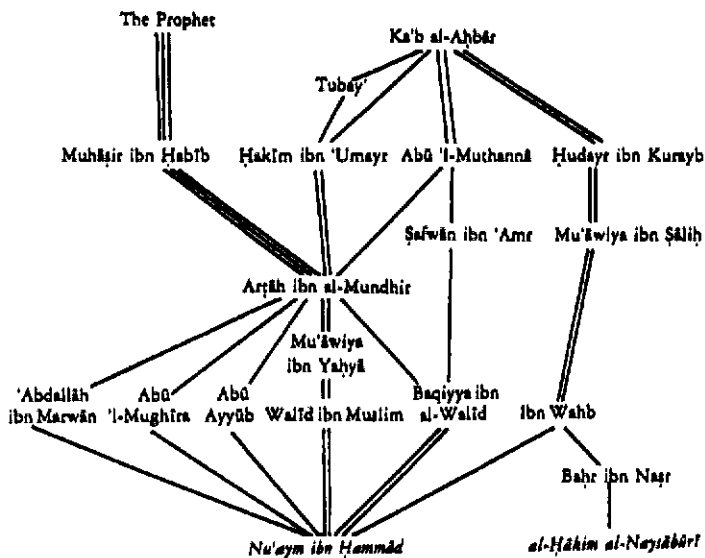 The Prophet
Ka'b al-Aḥbār
Tubay'
Muhāṣir ibn Ḥabīb Ḥakīm ibn 'Umayr Abū 'l-Muthannā Ḥudayr ibn Kurayb
Ṣafwān ibn 'Amr Mu'āwiya ibn Ṣāliḥ
Arṭāh ibn al-Mundhir
Mu'āwiya
ibn Yaḥyā
'Abdallāh Abū Abū Baqiyya ibn
ibn Marwān 'l-Mughīra Ayyūb Walīd ibn Muslim al-Walīd ibn Wahb
Baḥr ibn Naṣr
Nu'aym ibn Ḥammād al-Ḥākim al-Naysābūrī